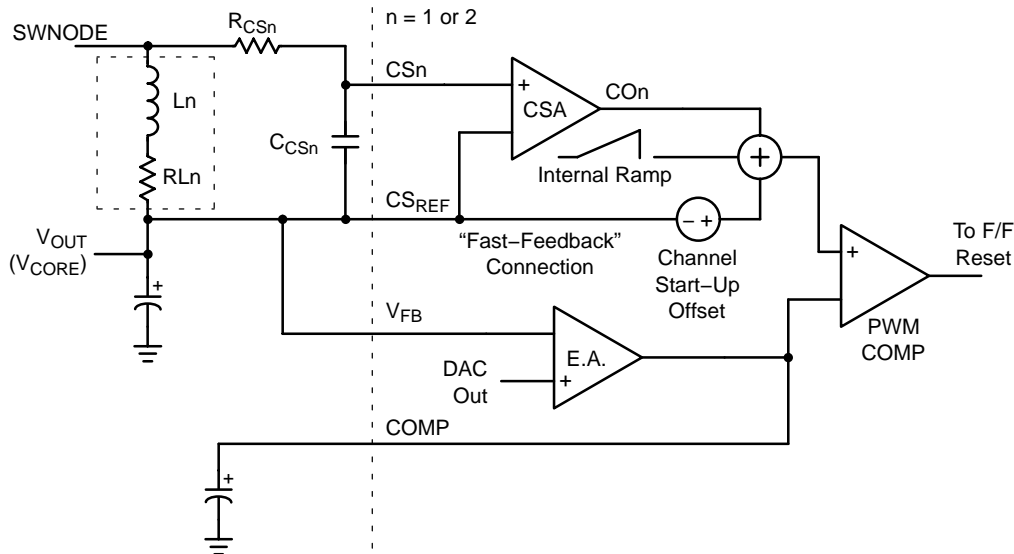 n = 1 or 2
SWNODE
RCSn
Ln
CCSn
RLn
CSn
+
CSA
COn
Internal Ramp
+
CSREF
− +
VOUT
(VCORE)
+
“Fast−Feedback”
Connection
Channel
Start−Up
Offset
To F/F
Reset
+
PWM
COMP
VFB
E.A.
+
DAC
Out
COMP
+